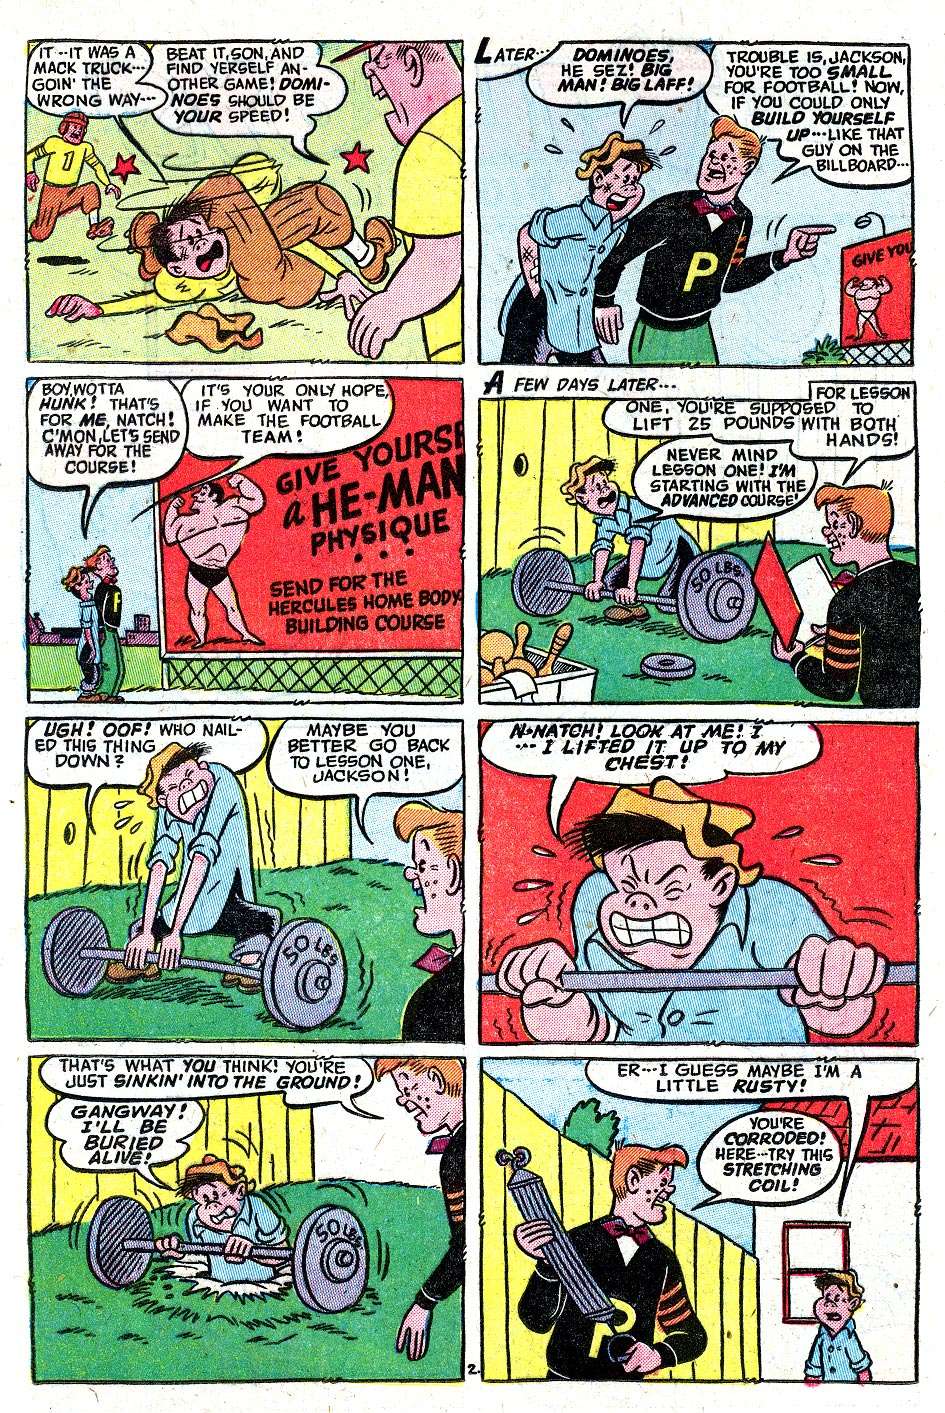 IT--IT WAS A
MACK TRUCK---
GOIN' THE
WRONG WAY---
BEAT IT, SON, AND
FIND YERSELF AN-
OTHER GAME! DOMI-
NOES SHOULD BE
YOUR SPEED!
1
LATER---
DOMINOES,
HE SEZ! BIG
MAN! BIG LAFF!
TROUBLE IS, JACKSON,
YOU'RE TOO SMALL
FOR FOOTBALL! NOW,
IF YOU COULD ONLY
BUILD YOURSELF
UP---LIKE THAT
GUY ON THE
BILLBOARD---
P
GIVE YOU
BOY, WOTTA
HUNK! THAT'S
FOR ME, NATCH!
C'MON, LET'S SEND
AWAY FOR THE
COURSE!
IT'S YOUR ONLY HOPE,
IF YOU WANT TO
MAKE THE FOOTBALL
TEAM!
P
GIVE YOURSE
A HE-MAN
PHYSIQUE
...
SEND FOR THE
HERCULES HOME BODY-
BUILDING COURSE
A FEW DAYS LATER---
FOR LESSON
ONE, YOU'RE SUPPOSED TO
LIFT 25 POUNDS WITH BOTH
HANDS!
NEVER MIND
LESSON ONE! I'M
STARTING WITH THE
ADVANCED COURSE!
50 LBS.
UGH! OOF! WHO NAIL-
ED THIS THING
DOWN?
MAYBE YOU
BETTER GO BACK
TO LESSON ONE,
JACKSON!
50 LBS.
N-NATCH! LOOK AT ME! I
---I LIFTED IT UP TO MY
CHEST!
THAT'S WHAT YOU THINK! YOU'RE
JUST SINKIN' INTO THE GROUND!
GANGWAY!
I'LL BE
BURIED
ALIVE!
50 LBS.
ER---I GUESS MAYBE I'M A
LITTLE RUSTY!
YOU'RE
CORRODED!
HERE---TRY THIS
STRETCHING
COIL!
P
2.